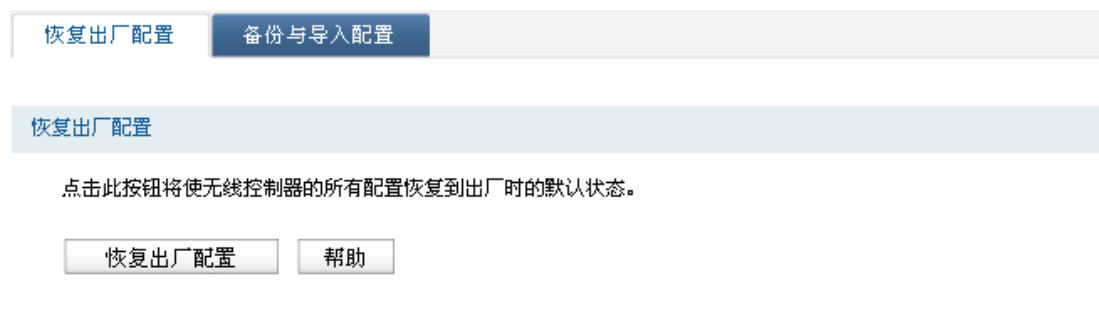 恢复出厂配置
备份与导入配置
恢复出厂配置
点击此按钮将使无线控制器的所有配置恢复到出厂时的默认状态。
恢复出厂配置
帮助